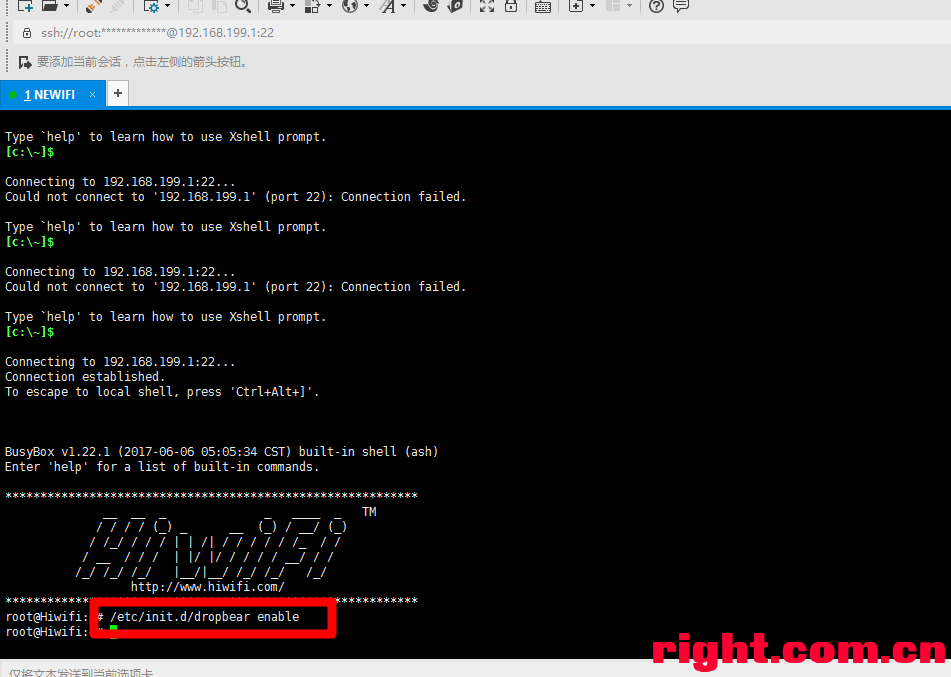 ssh://root:*************@192.168.199.1:22
要添加当前会话，点击左侧的箭头按钮。
1 NEWIFI × +
Type `help' to learn how to use Xshell prompt.
[c:\~]$
Connecting to 192.168.199.1:22...
Could not connect to '192.168.199.1' (port 22): Connection failed.
Type `help' to learn how to use Xshell prompt.
[c:\~]$
Connecting to 192.168.199.1:22...
Could not connect to '192.168.199.1' (port 22): Connection failed.
Type `help' to learn how to use Xshell prompt.
[c:\~]$
Connecting to 192.168.199.1:22...
Connection established.
To escape to local shell, press 'Ctrl+Alt+]'.
BusyBox v1.22.1 (2017-06-06 05:05:34 CST) built-in shell (ash)
Enter 'help' for a list of built-in commands.
***********************************************************
TM
HiwiFi
http://www.hiwifi.com/
***********************************************************
root@Hiwifi:~# /etc/init.d/dropbear enable
root@Hiwifi:
right.com.cn
仅将文本发送到当前选项卡